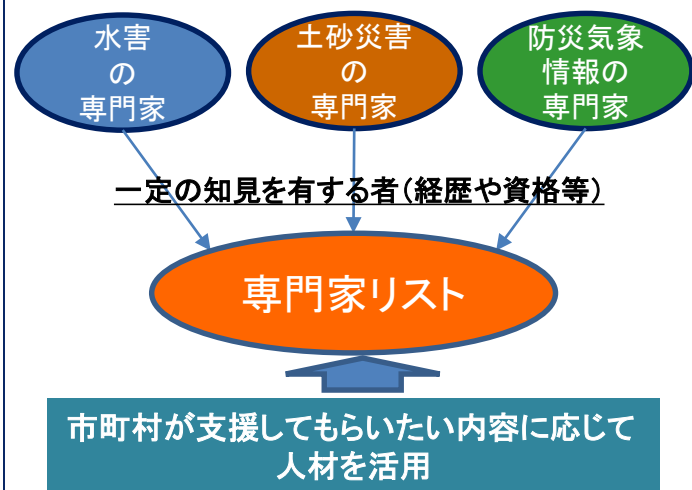 水害
の
専門家
土砂災害
の
専門家
防災気象
情報の
専門家
一定の知見を有する者(経歴や資格等)
専門家リスト
市町村が支援してもらいたい内容に応じて
人材を活用